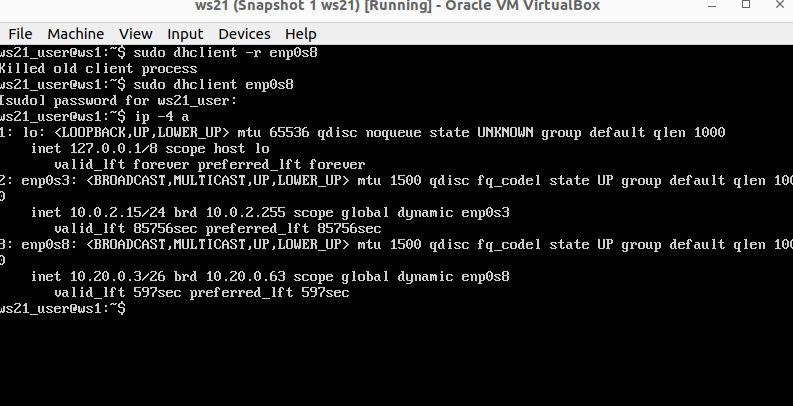 ws21 (Snapshot 1 ws21) [Running] - Oracle VM VirtualBox
File Machine View Input Devices Help
ws21_user@ws1:~$ sudo dhclient -r enp0s8
Killed old client process
ws21_user@ws1:~$ sudo dhclient enp0s8
[sudo] password for ws21_user:
ws21_user@ws1:~$ ip -4 a
1: lo: <LOOPBACK,UP,LOWER_UP> mtu 65536 qdisc noqueue state UNKNOWN group default qlen 1000
    inet 127.0.0.1/8 scope host lo
       valid_lft forever preferred_lft forever
2: enp0s3: <BROADCAST,MULTICAST,UP,LOWER_UP> mtu 1500 qdisc fq_codel state UP group default qlen 100
0
    inet 10.0.2.15/24 brd 10.0.2.255 scope global dynamic enp0s3
       valid_lft 85756sec preferred_lft 85756sec
3: enp0s8: <BROADCAST,MULTICAST,UP,LOWER_UP> mtu 1500 qdisc fq_codel state UP group default qlen 100
0
    inet 10.20.0.3/26 brd 10.20.0.63 scope global dynamic enp0s8
       valid_lft 597sec preferred_lft 597sec
ws21_user@ws1:~$